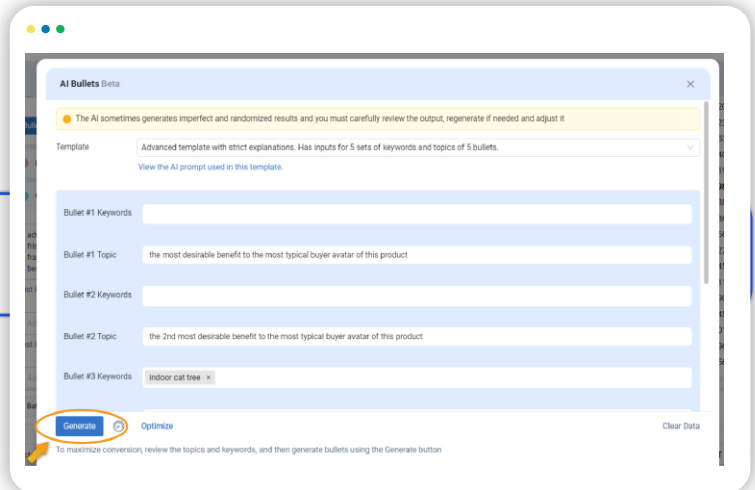 AI Bullets Beta
The AI sometimes generates imperfect and randomized results and you must carefully review the output, regenerate if needed and adjust it
Template
Advanced template with strict explanations. Has inputs for 5 sets of keywords and topics of 5 bullets.
View the AI prompt used in this template.
Bullet #1 Keywords
Bullet #1 Topic
the most desirable benefit to the most typical buyer avatar of this product
Bullet #2 Keywords
Bullet #2 Topic
the 2nd most desirable benefit to the most typical buyer avatar of this product
Bullet #3 Keywords
indoor cat tree ×
Generate
Optimize
Clear Data
To maximize conversion, review the topics and keywords, and then generate bullets using the Generate button